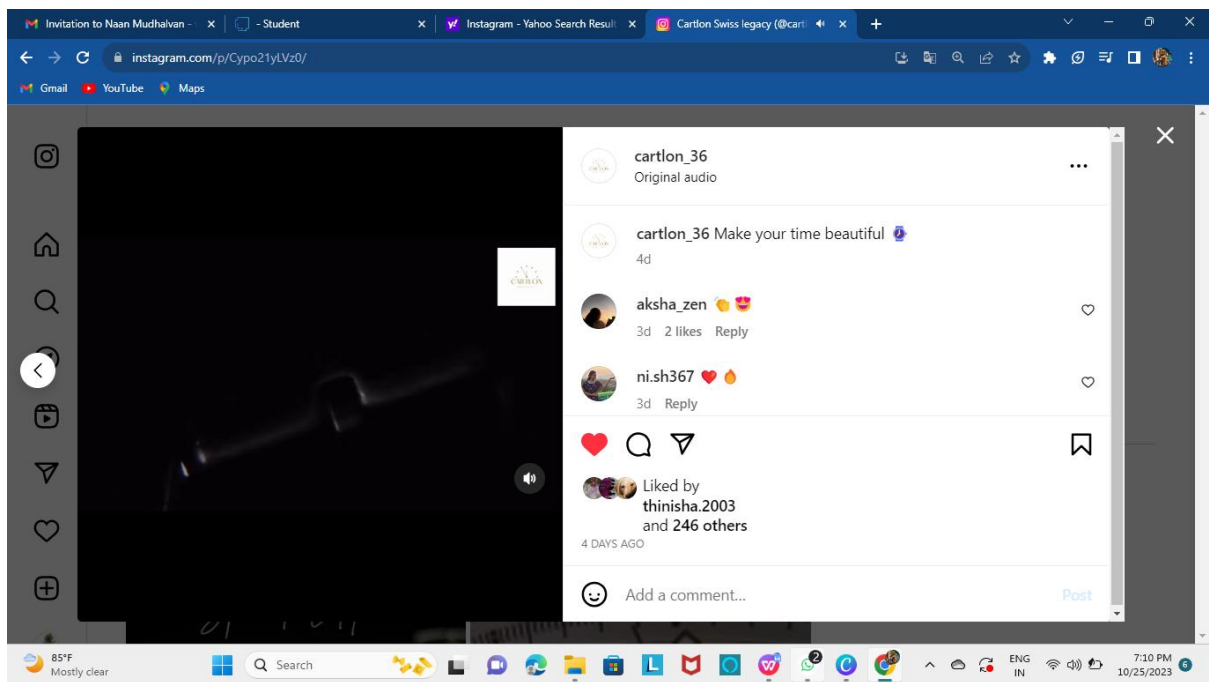 Invitation to Naan Mudhalvan -
- Student
Instagram - Yahoo Search Result
Cartlon Swiss legacy (@cartl
instagram.com/p/Cypo21yLVz0/
Gmail
YouTube
Maps
cartlon_36
Original audio
cartlon_36 Make your time beautiful ⌚
4d
CARTLON
aksha_zen 👏😍
3d 2 likes Reply
ni.sh367 ❤️🔥
3d Reply
Liked by
thinisha.2003
and 246 others
4 DAYS AGO
Add a comment...
Post
85°F
Mostly clear
Search
2
ENG
IN
7:10 PM
10/25/2023
6